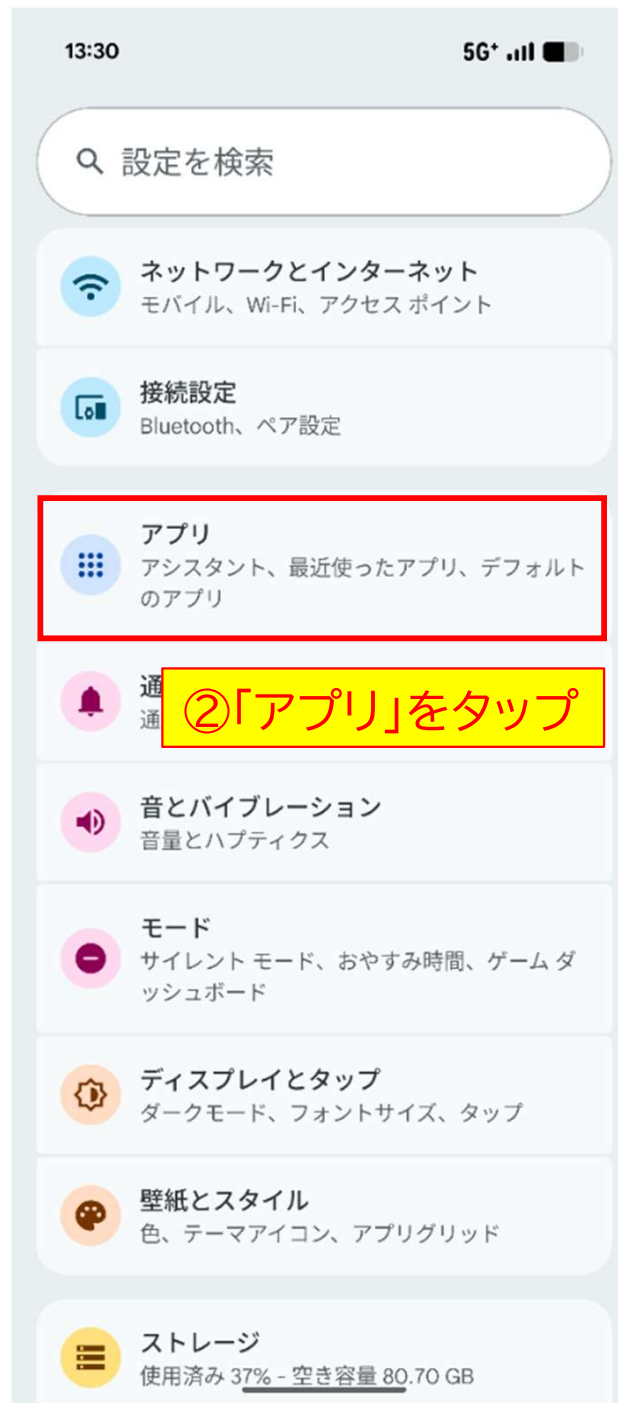 13:30 5G⁺
設定を検索
ネットワークとインターネット
モバイル、Wi-Fi、アクセス ポイント
接続設定
Bluetooth、ペア設定
アプリ
アシスタント、最近使ったアプリ、デフォルト
のアプリ
通
通
②「アプリ」をタップ
音とバイブレーション
音量とハプティクス
モード
サイレント モード、おやすみ時間、ゲーム ダ
ッシュボード
ディスプレイとタップ
ダークモード、フォントサイズ、タップ
壁紙とスタイル
色、テーマアイコン、アプリグリッド
ストレージ
使用済み 37% - 空き容量 80.70 GB